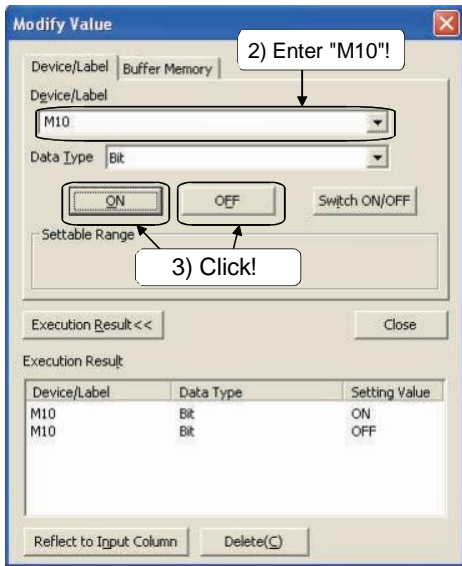 Modify Value
2) Enter "M10"!
Device/Label Buffer Memory
Device/Label
M10
Data Type Bit
ON OFF Switch ON/OFF
Settable Range
3) Click!
Execution Result<< Close
Execution Result
Device/Label Data Type Setting Value
M10 Bit ON
M10 Bit OFF
Reflect to Input Column Delete(C)